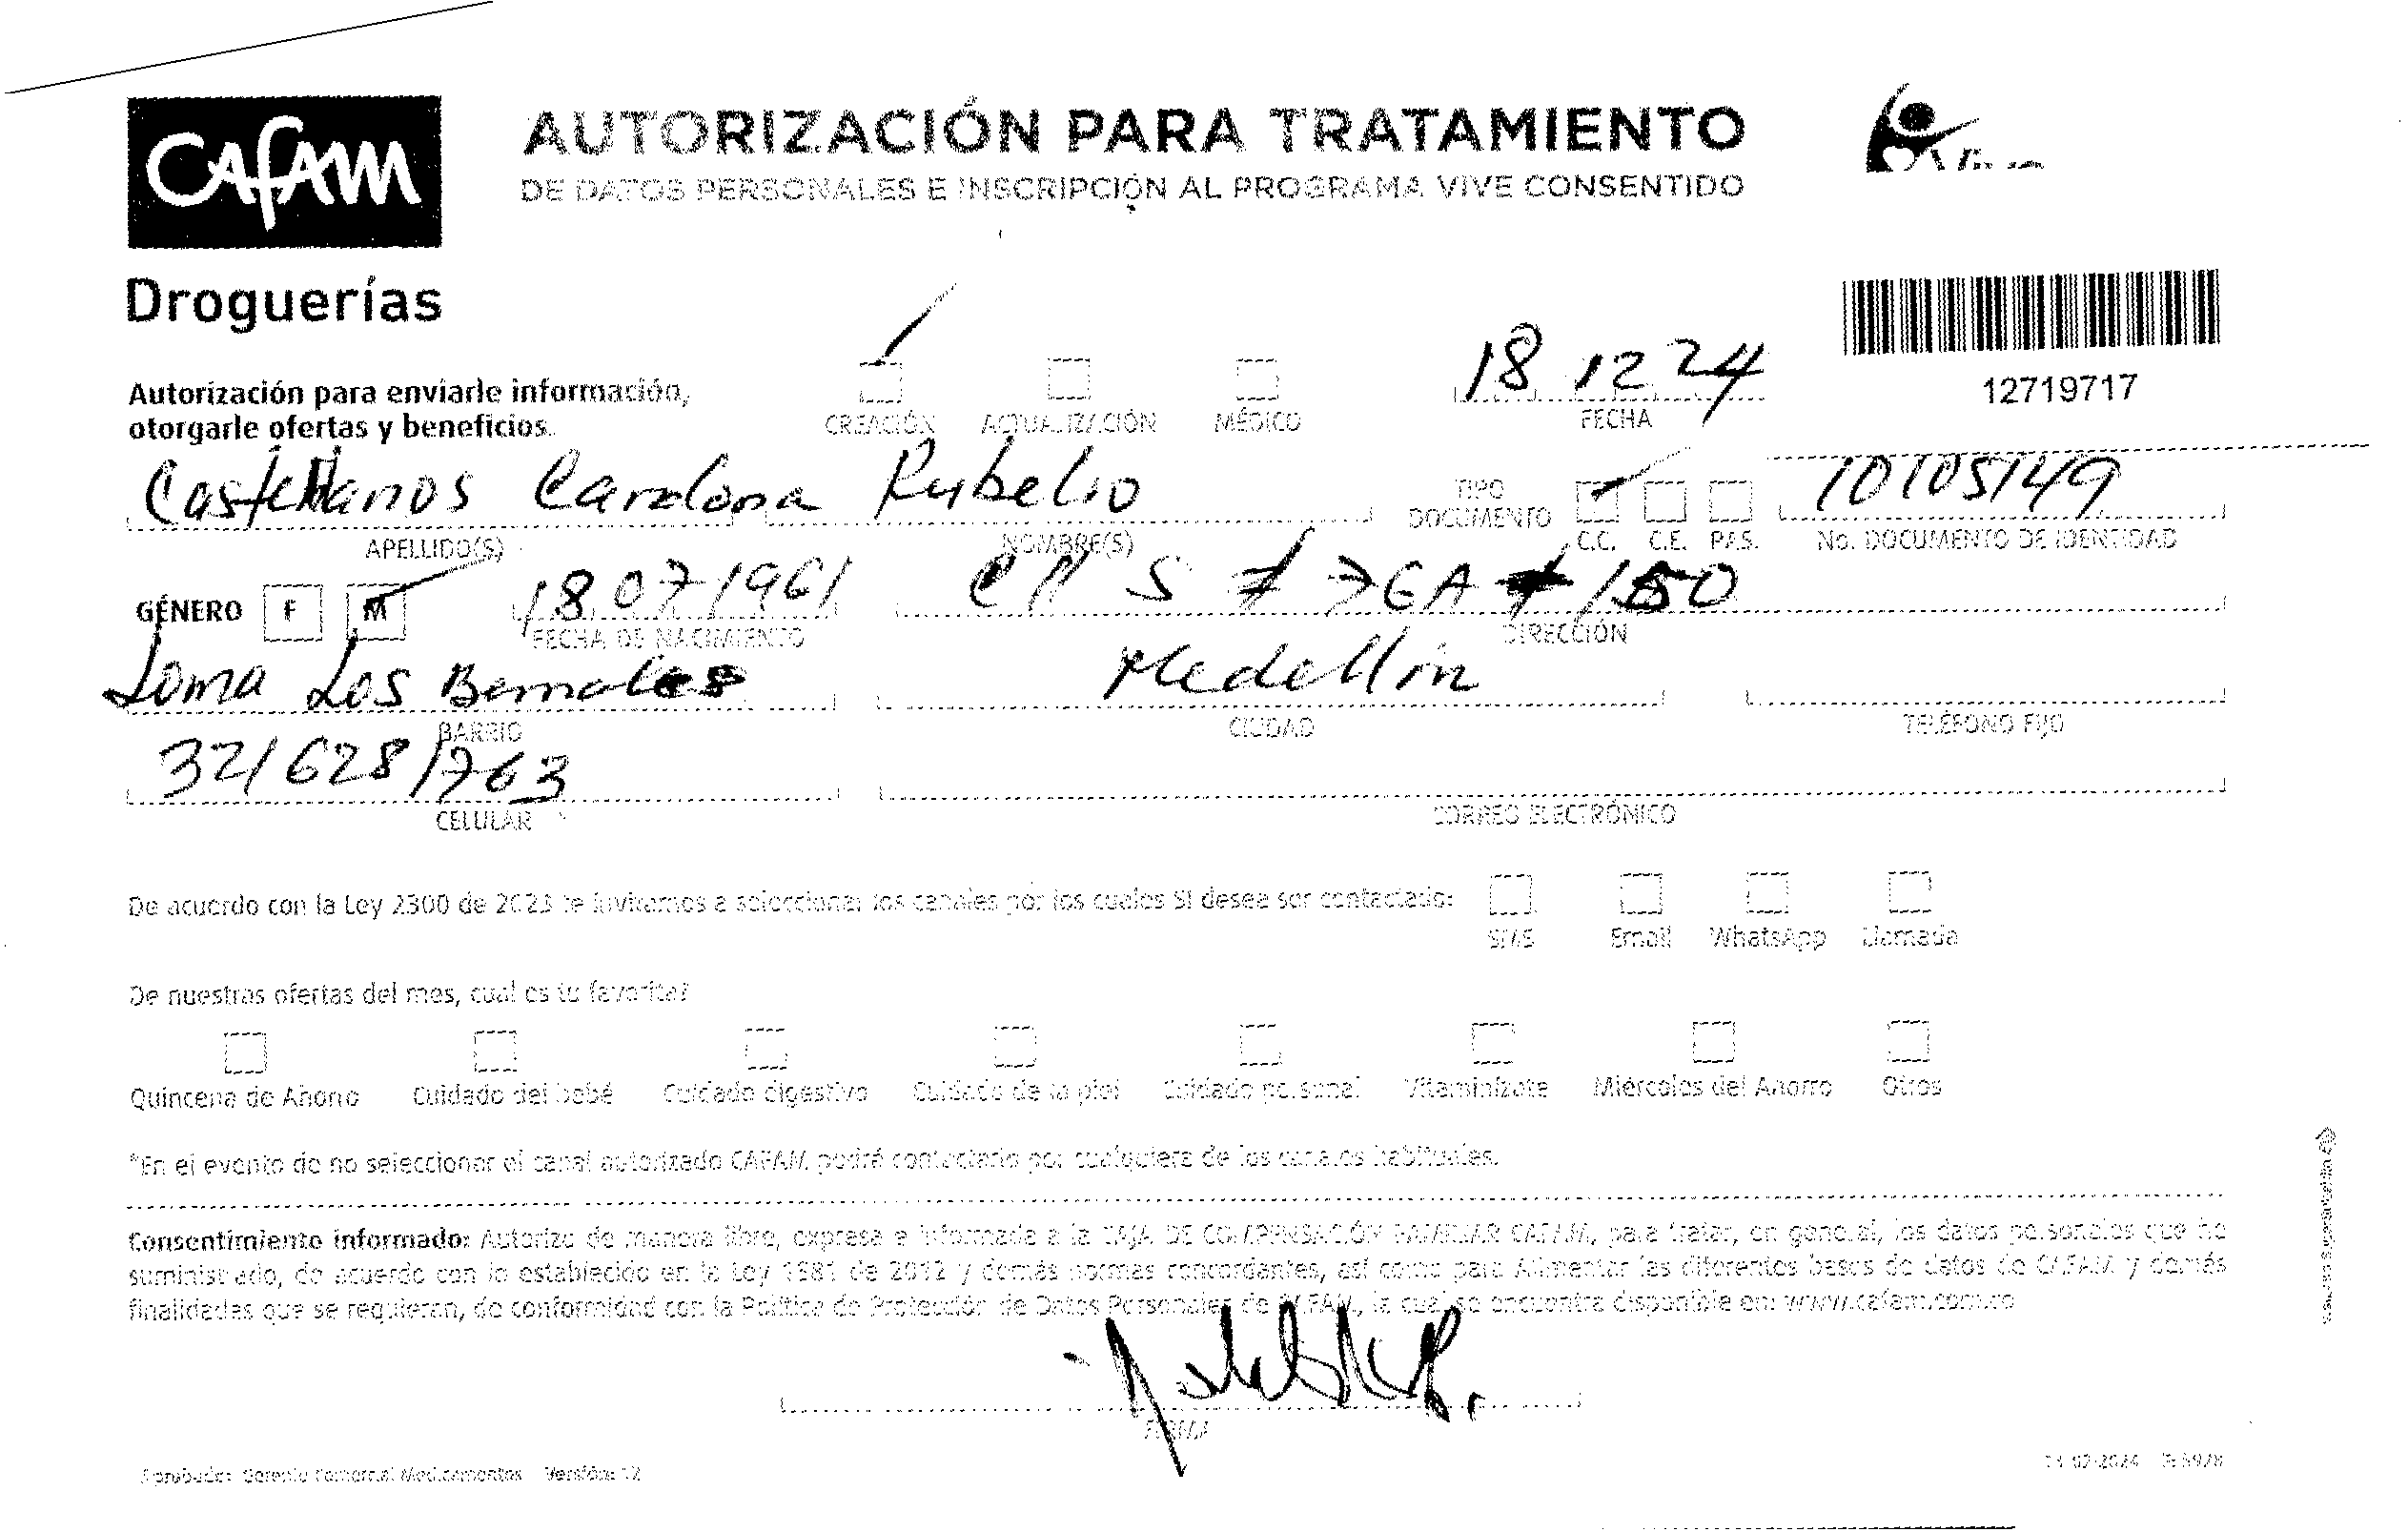 CAFAM
AUTORIZACIÓN PARA TRATAMIENTO
DE DATOS PERSONALES E INSCRIPCIÓN AL PROGRAMA VIVE CONSENTIDO
Droguerías
12719717
Autorización para enviarle información,
otorgarle ofertas y beneficios.
CREACIÓN ACTUALIZACIÓN MÉDICO
18 12 24
FECHA
Castellanos Cardona Rubelio
APELLIDO(S) NOMBRE(S)
TIPO DOCUMENTO C.C. C.E. PAS.
10105149
No. DOCUMENTO DE IDENTIDAD
GÉNERO F M
18 07 1961
FECHA DE NACIMIENTO
76A
DIRECCIÓN
Loma Los Bernales
BARRIO
Medellín
CIUDAD
TELÉFONO FIJO
321 628 1763
CELULAR
CORREO ELECTRÓNICO
De acuerdo con la Ley 2300 de 2023 te invitamos a seleccionar los canales por los cuales SI desea ser contactado:
SMS Email WhatsApp Llamada
De nuestras ofertas del mes, cual es tu favorita?
Quincena de Ahorro Cuidado del bebé Cuidado digestivo Cuidado de la piel Cuidado personal Vitaminízate Miércoles del Ahorro Otros
*En el evento de no seleccionar el canal autorizado CAFAM podrá contactarlo por cualquiera de los canales habituales.
Consentimiento informado: Autorizo de manera libre, expresa e informada a la CAJA DE COMPENSACIÓN FAMILIAR CAFAM, para tratar, en general, los datos personales que he
suministrado, de acuerdo con lo establecido en la Ley 1581 de 2012 y demás normas concordantes, así como para Alimentar las diferentes bases de datos de CAFAM y demás
finalidades que se requieran, de conformidad con la Política de Protección de Datos Personales de CAFAM, la cual se encuentra disponible en: www.cafam.com.co
FIRMA
Aprobado: Gerente Comercial Medicamentos Versión: 12